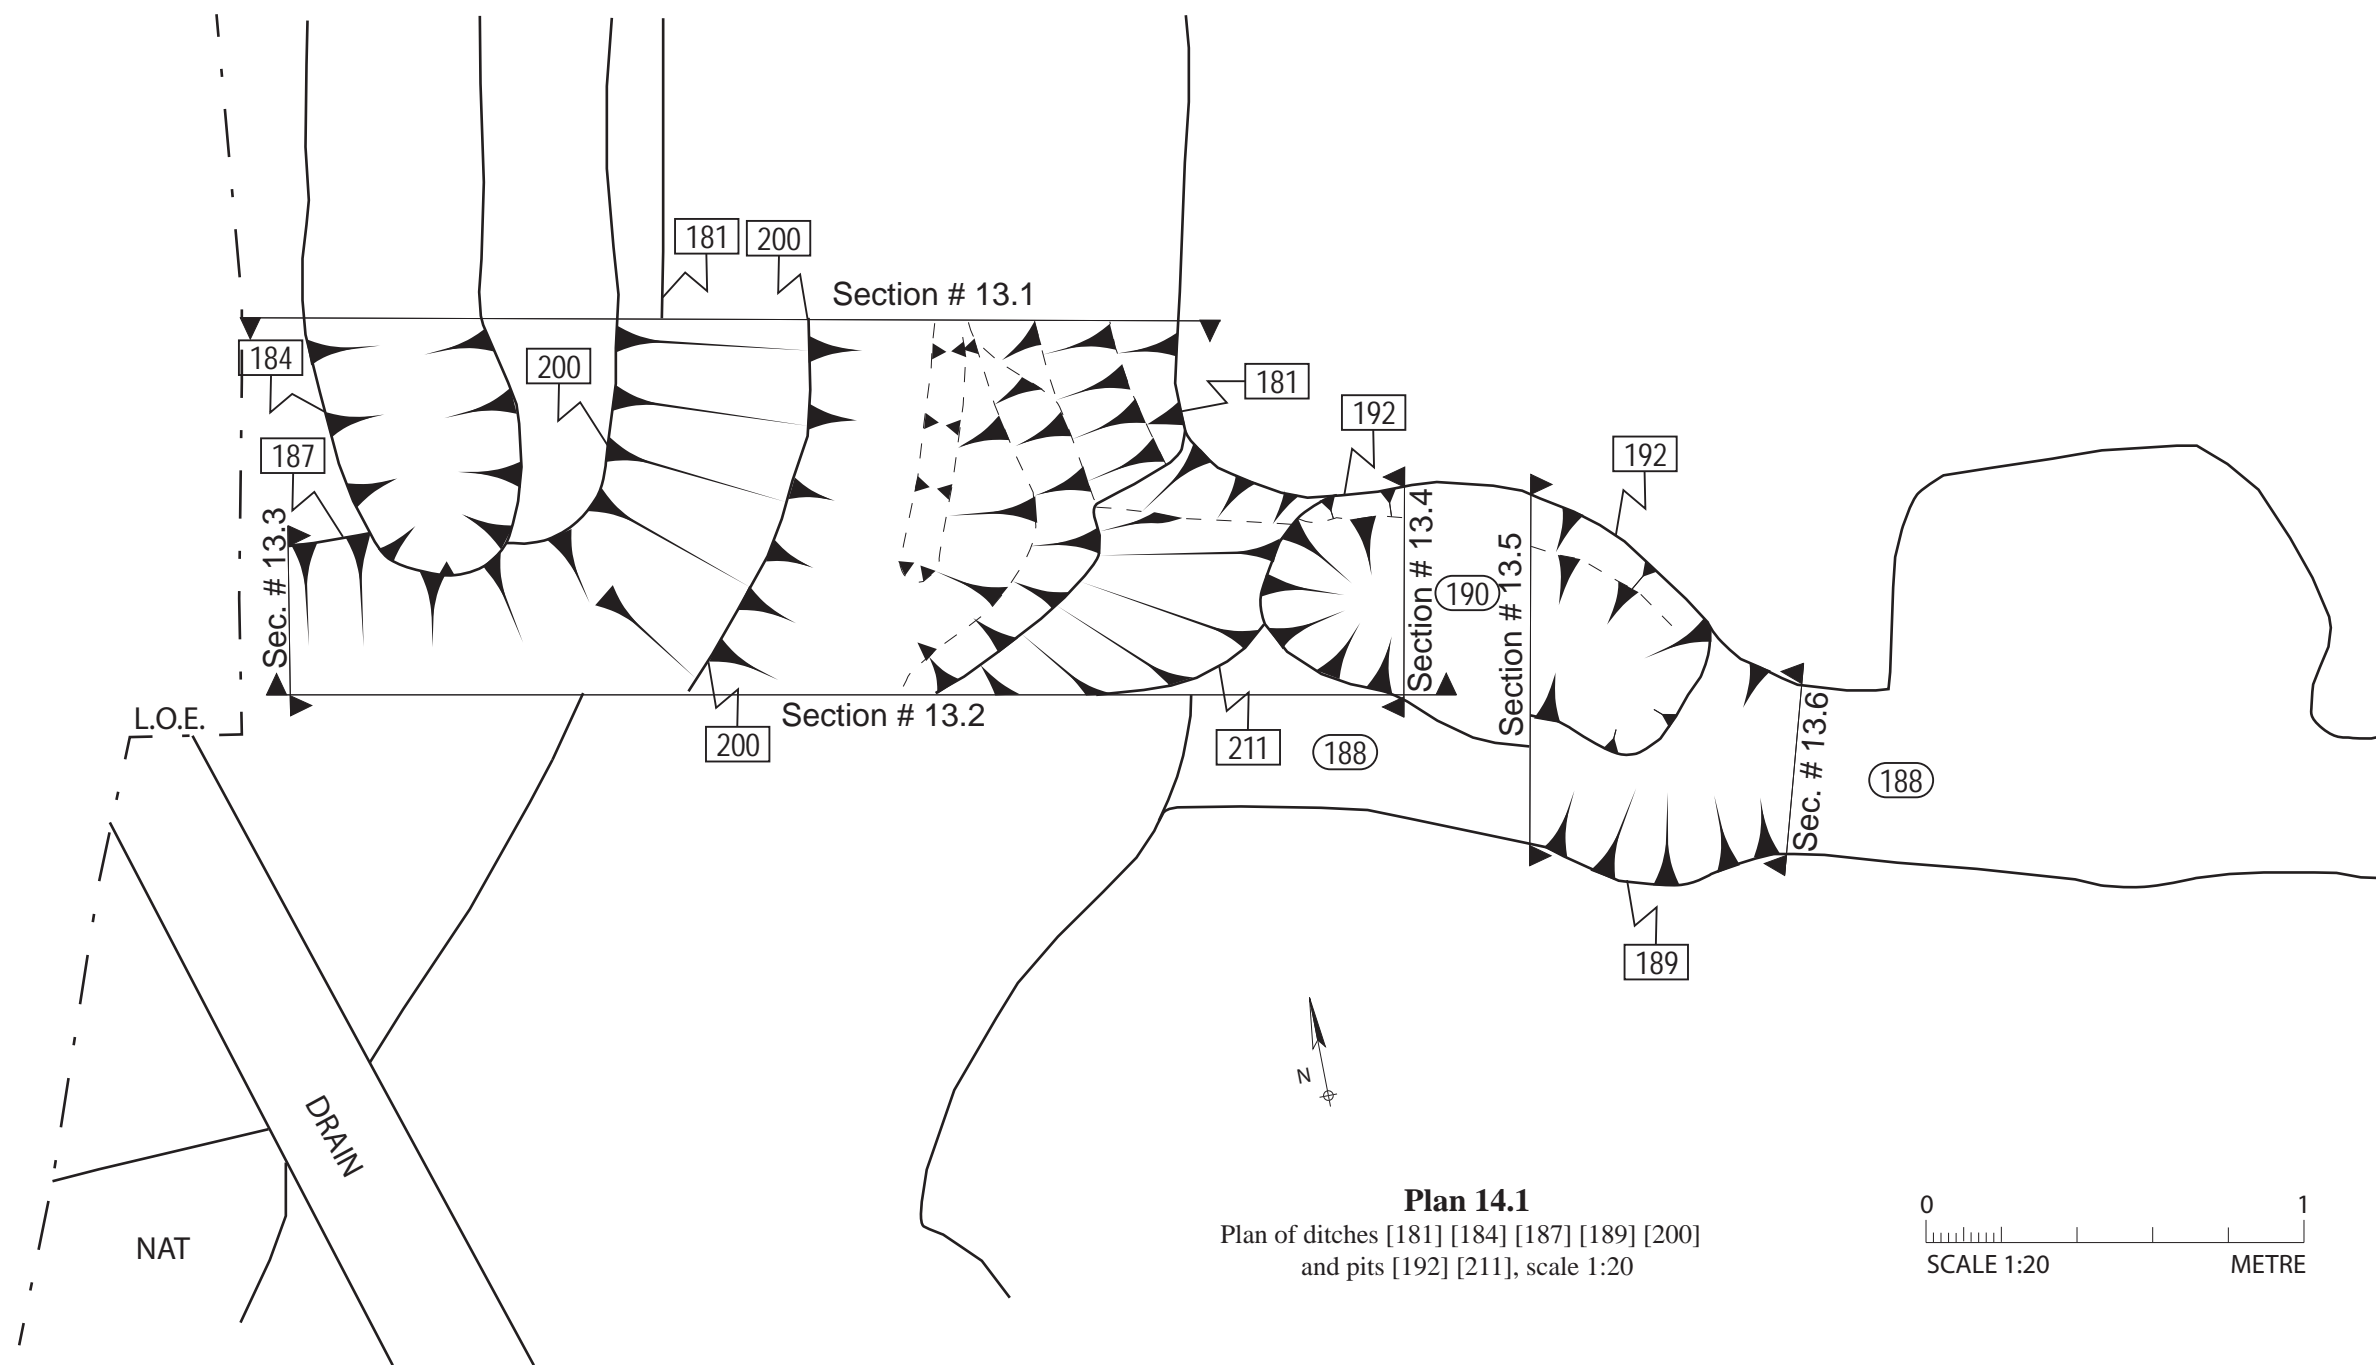 181
200
Section # 13.1
184
200
181
192
187
192
Sec. # 13.3
Section # 13.4
190
Section # 13.5
L.O.E.
Section # 13.2
200
211
188
Sec. # 13.6
188
189
N
DRAIN
NAT
Plan 14.1
Plan of ditches [181] [184] [187] [189] [200]
and pits [192] [211], scale 1:20
0 1
SCALE 1:20 METRE